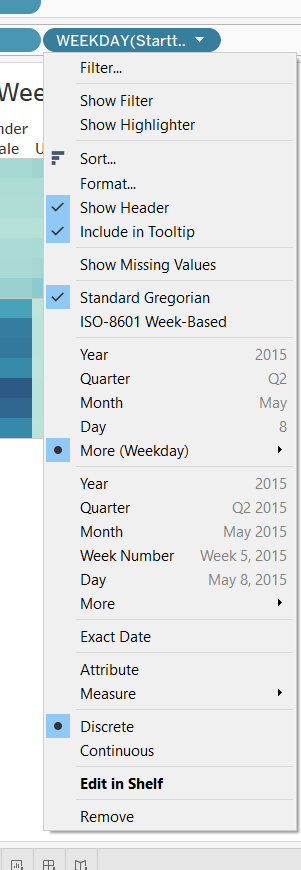 WEEKDAY(Startt..
Wee
nder
ale U
Filter...
Show Filter
Show Highlighter
Sort...
Format...
Show Header
Include in Tooltip
Show Missing Values
Standard Gregorian
ISO-8601 Week-Based
Year 2015
Quarter Q2
Month May
Day 8
More (Weekday)
Year 2015
Quarter Q2 2015
Month May 2015
Week Number Week 5, 2015
Day May 8, 2015
More
Exact Date
Attribute
Measure
Discrete
Continuous
Edit in Shelf
Remove